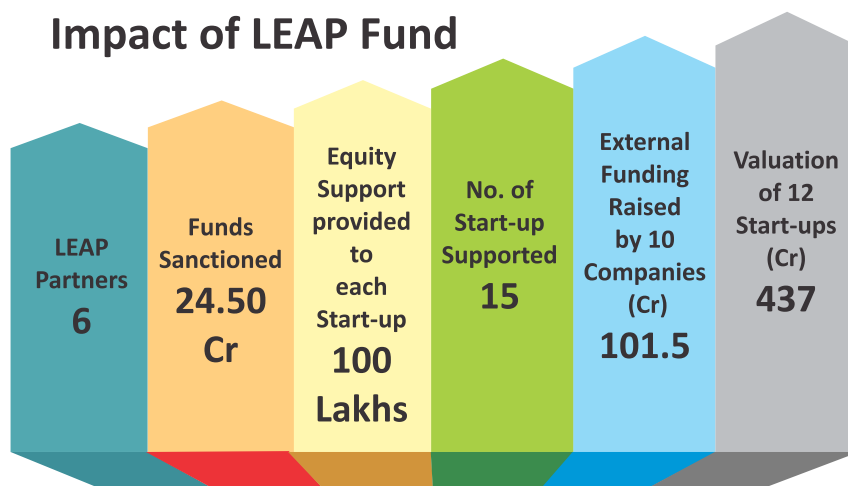 Impact of LEAP Fund
LEAP
Partners
6
Funds
Sanctioned
24.50
Cr
Equity
Support
provided
to
each
Start-up
100
Lakhs
No. of
Start-up
Supported
15
External
Funding
Raised
by 10
Companies
(Cr)
101.5
Valuation
of 12
Start-ups
(Cr)
437